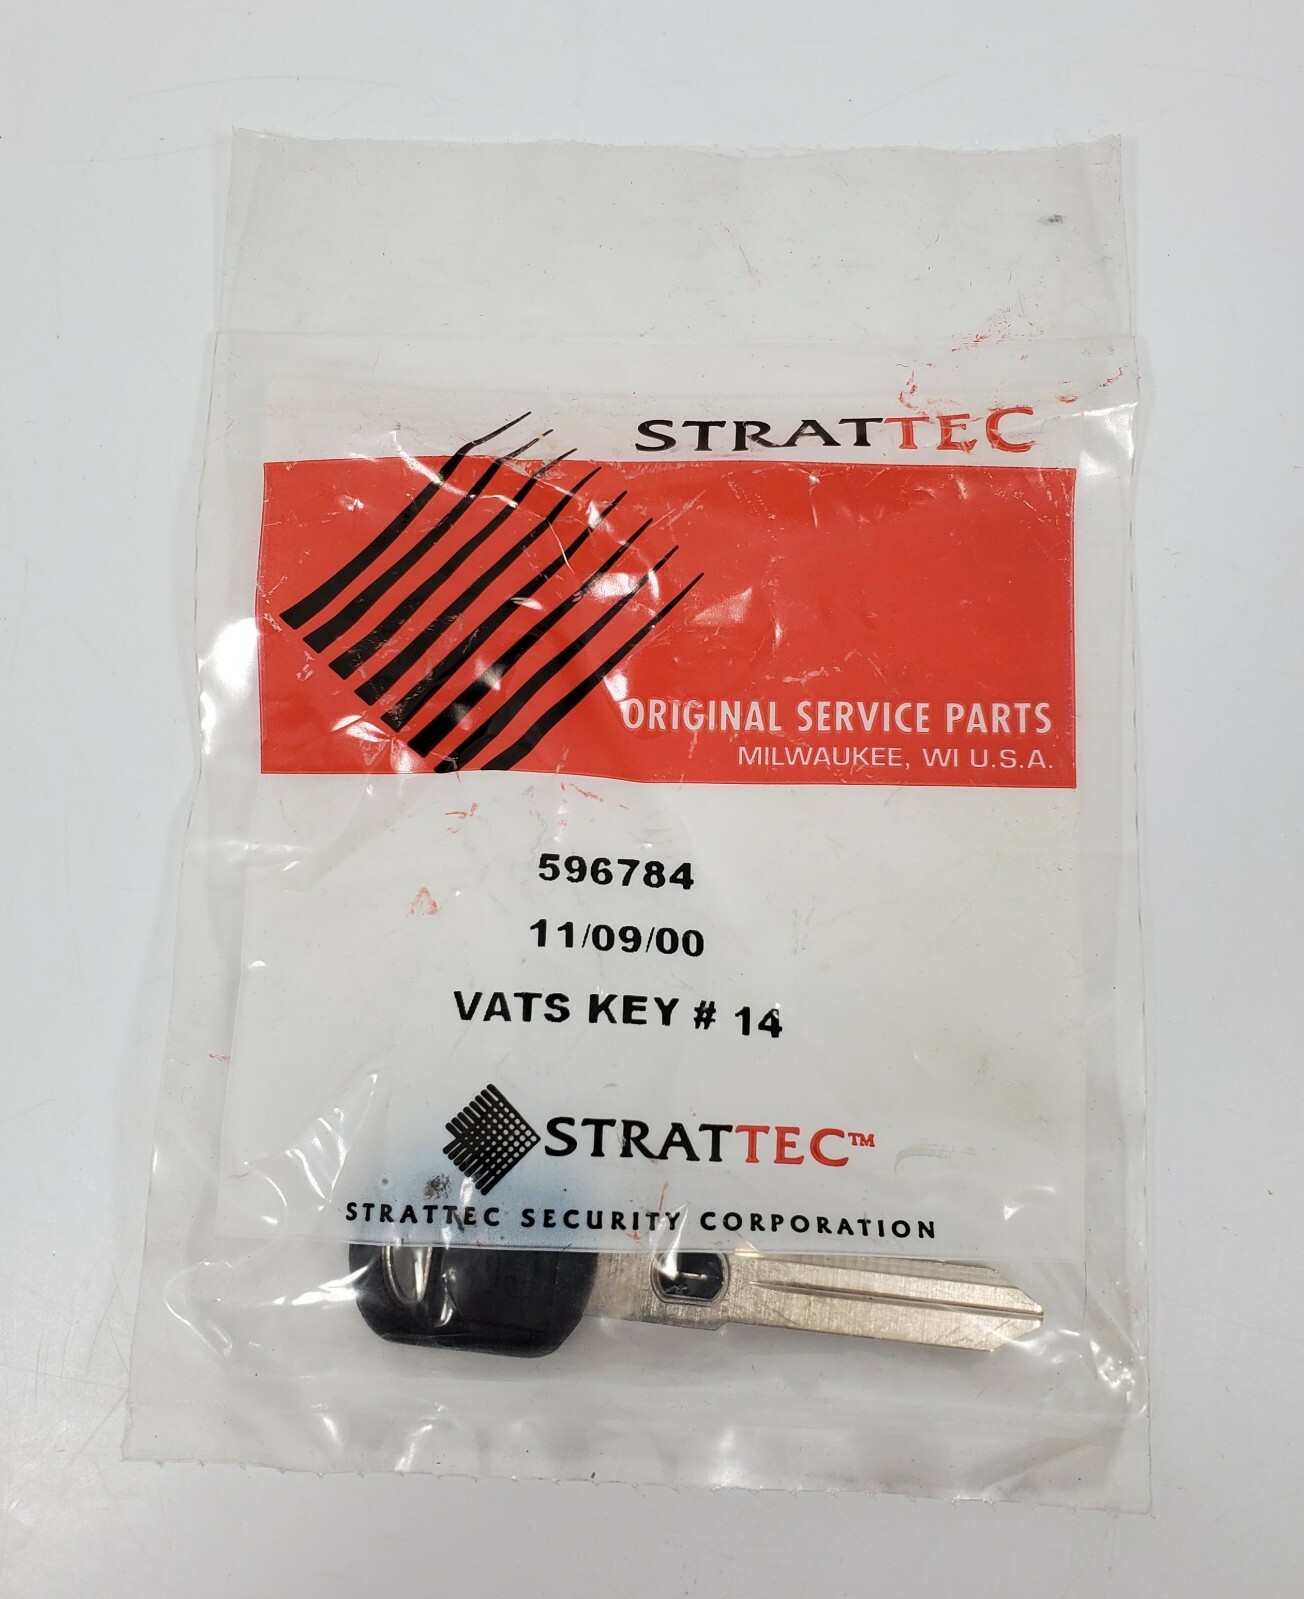 STRATTEC
ORIGINAL SERVICE PARTS
MILWAUKEE, WI U.S.A.
596784
11/09/00
VATS KEY # 14
STRATTEC™
STRATTEC SECURITY CORPORATION